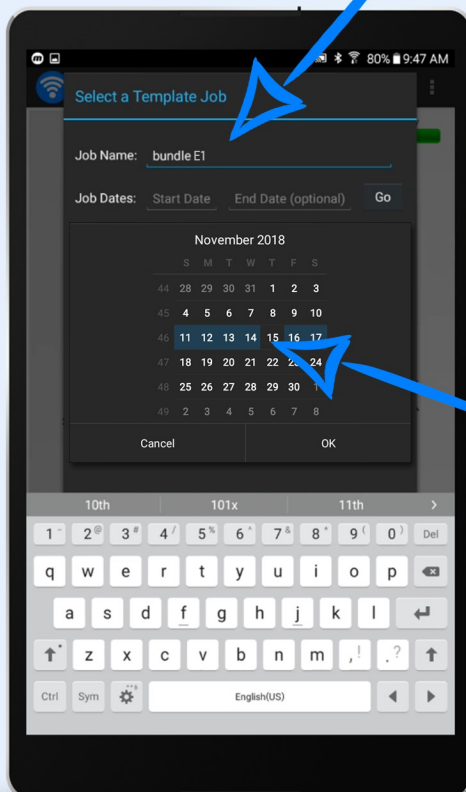 80% 9:47 AM
Select a Template Job
Job Name: bundle E1
Job Dates: Start Date End Date (optional) Go
November 2018
S M T W T F S
44 28 29 30 31 1 2 3
45 4 5 6 7 8 9 10
46 11 12 13 14 15 16 17
47 18 19 20 21 22 23 24
48 25 26 27 28 29 30 1
49 2 3 4 5 6 7 8
Cancel OK
10th 101x 11th >
1 - 2 @ 3 # 4 / 5 % 6 ^ 7 & 8 * 9 ( 0 ) Del
q w e r t y u i o p
a s d f g h j k l
z x c v b n m , ! . ?
Ctrl Sym English(US)